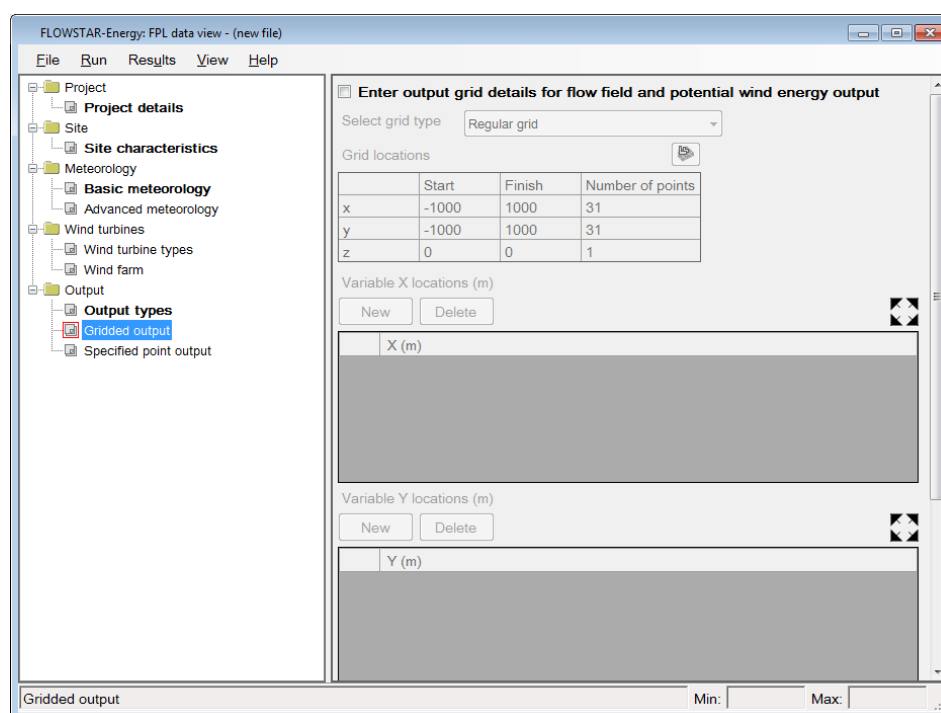 FLOWSTAR-Energy: FPL data view - (new file)
File Run Results View Help
Project
Project details
Site
Site characteristics
Meteorology
Basic meteorology
Advanced meteorology
Wind turbines
Wind turbine types
Wind farm
Output
Output types
Gridded output
Specified point output
Enter output grid details for flow field and potential wind energy output
Select grid type Regular grid
Grid locations
Start Finish Number of points
x -1000 1000 31
y -1000 1000 31
z 0 0 1
Variable X locations (m)
New Delete
X (m)
Variable Y locations (m)
New Delete
Y (m)
Gridded output Min: Max: